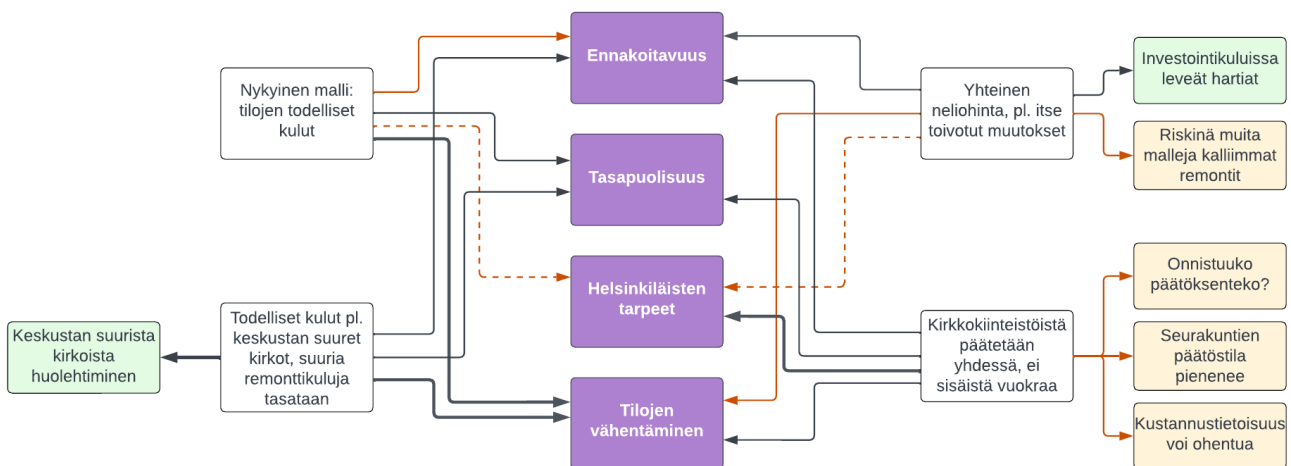 Nykyinen malli:
tilojen todelliset
kulut
Keskustan suurista
kirkoista
huolehtiminen
Todelliset kulut pl.
keskustan suuret
kirkot, suuria
remonttikuluja
tasataan
Ennakoitavuus
Tasapuolisuus
Helsinkiläisten
tarpeet
Tilojen
vähentäminen
Yhteinen
neliohinta, pl. itse
toivotut muutokset
Kirkkokiinteistöistä
päätetään
yhdessä, ei
sisäistä vuokraa
Investointikuluissa
leveät hartiat
Riskinä muita
malleja kalliimmat
remontit
Onnistuuko
päätöksenteko?
Seurakuntien
päätöstila
pienenee
Kustannustietoisuus
voi ohentua